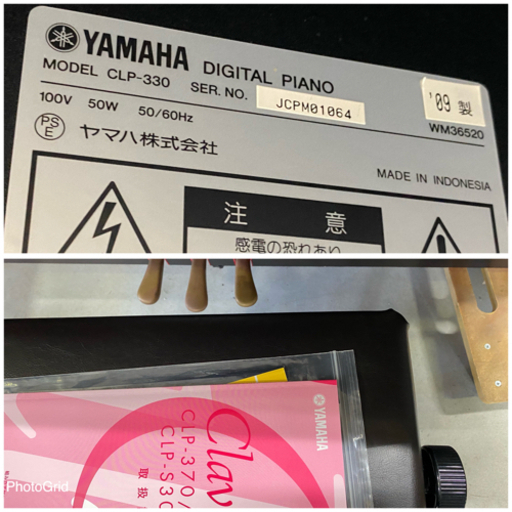 YAMAHA DIGITAL PIANO
MODEL CLP-330 SER. NO. JCPM01064
'09 製
100V 50W 50/60Hz
WM36520
PS
E
ヤマハ株式会社
MADE IN INDONESIA
注 意
感電の恐れあり
YAMAHA
Clav
CLP-370/
CLP-S30
取扱
PhotoGrid